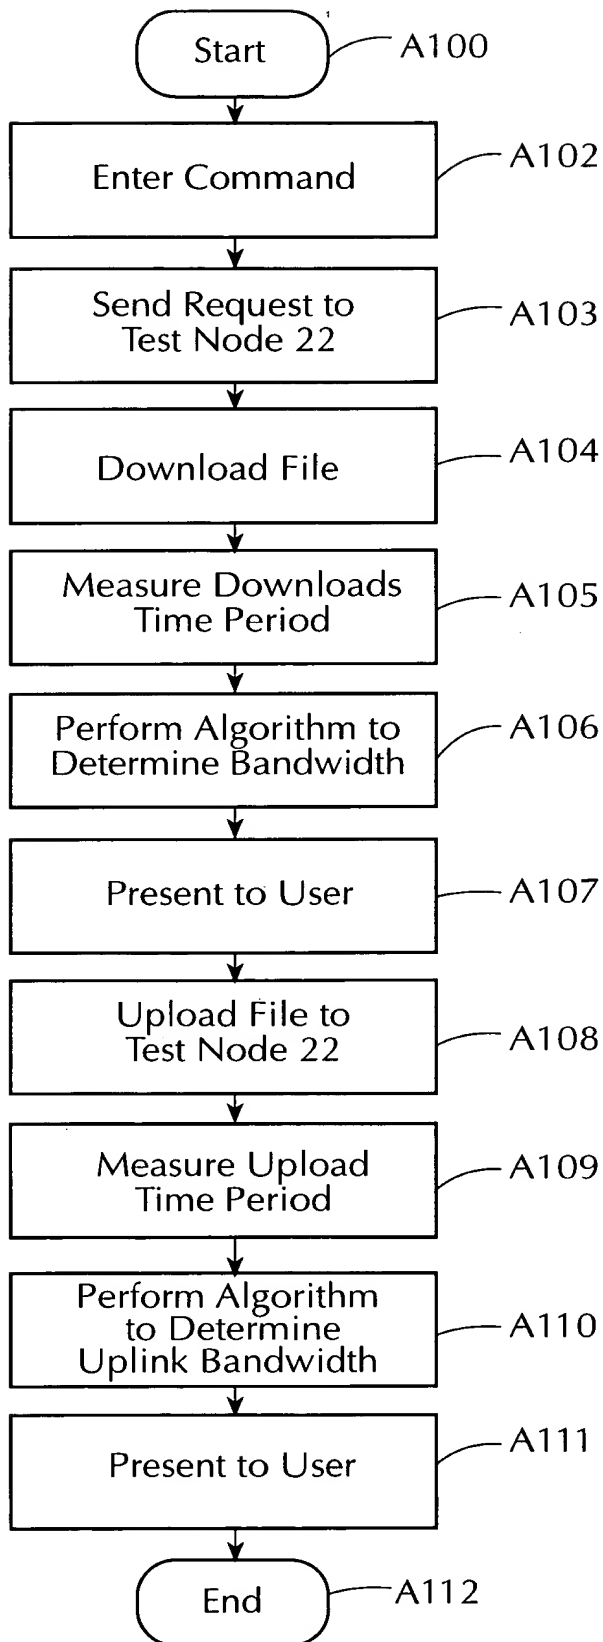 Start
A100
Enter Command
A102
Send Request to
Test Node 22
A103
Download File
A104
Measure Downloads
Time Period
A105
Perform Algorithm to
Determine Bandwidth
A106
Present to User
A107
Upload File to
Test Node 22
A108
Measure Upload
Time Period
A109
Perform Algorithm
to Determine
Uplink Bandwidth
A110
Present to User
A111
End
A112